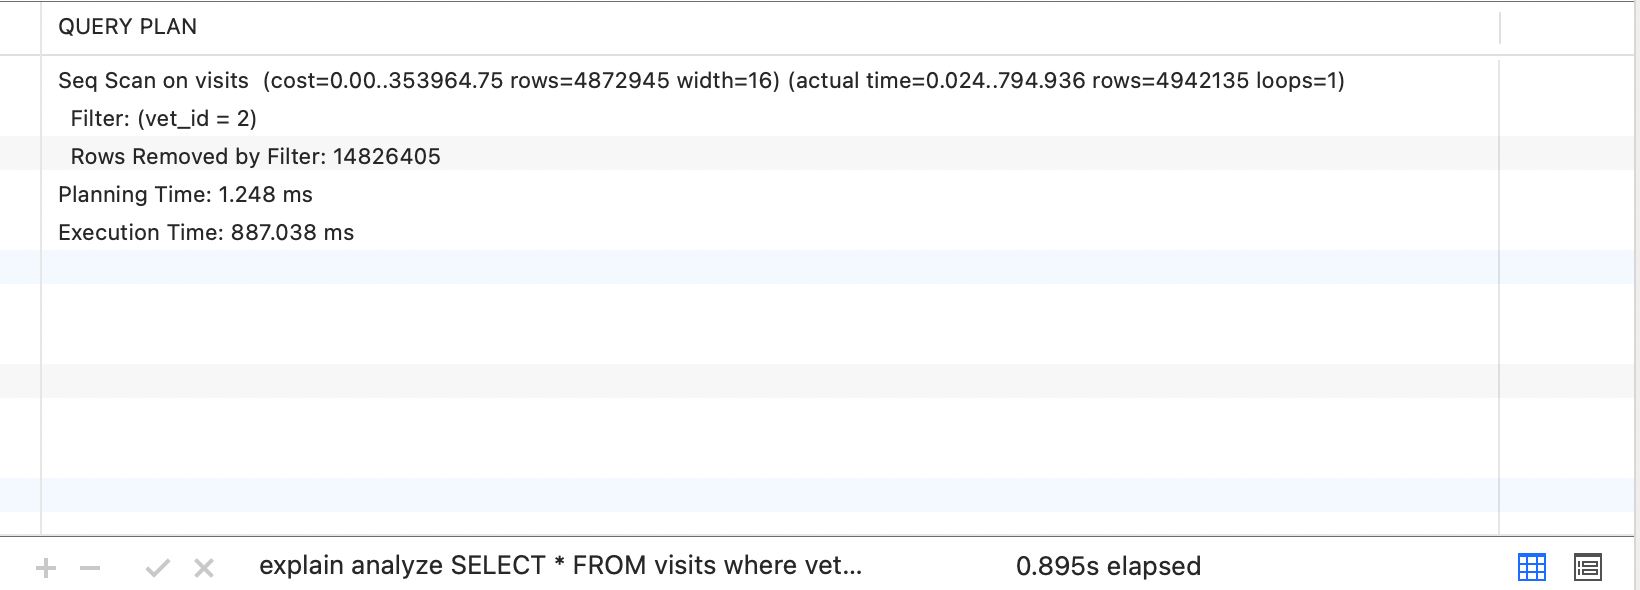 QUERY PLAN
Seq Scan on visits  (cost=0.00..353964.75 rows=4872945 width=16) (actual time=0.024..794.936 rows=4942135 loops=1)
Filter: (vet_id = 2)
Rows Removed by Filter: 14826405
Planning Time: 1.248 ms
Execution Time: 887.038 ms
explain analyze SELECT * FROM visits where vet... 0.895s elapsed